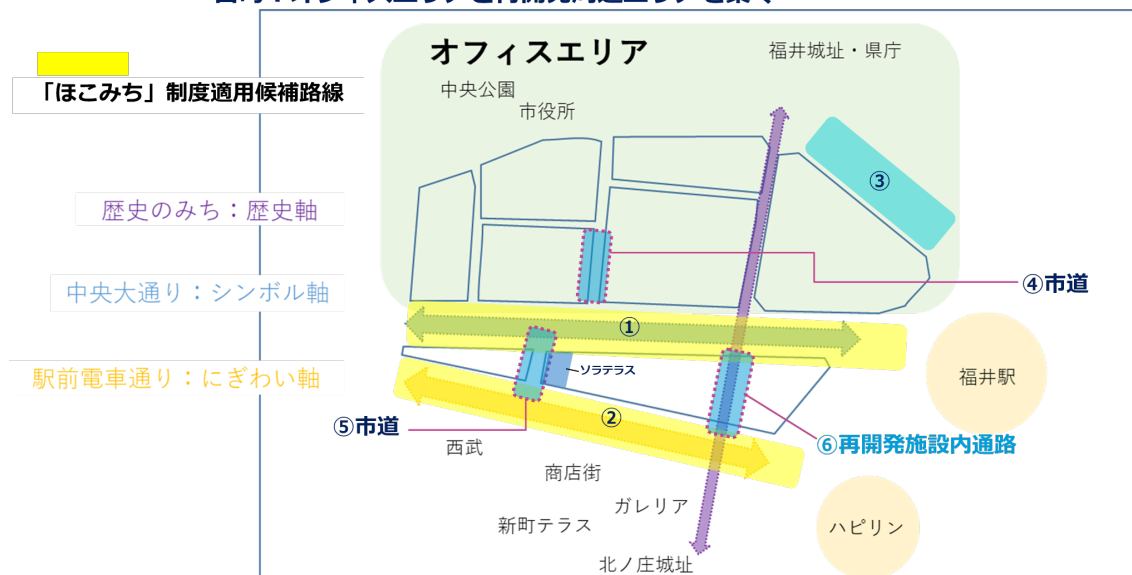 オフィスエリア
福井城址・県庁
中央公園
市役所
「ほこみち」制度適用候補路線
③
歴史のみち：歴史軸
④市道
中央大通り：シンボル軸
①
ソラテラス
駅前電車通り：にぎわい軸
福井駅
②
⑤市道
西武
⑥再開発施設内通路
商店街
ガレリア
新町テラス
ハピリン
北ノ庄城址